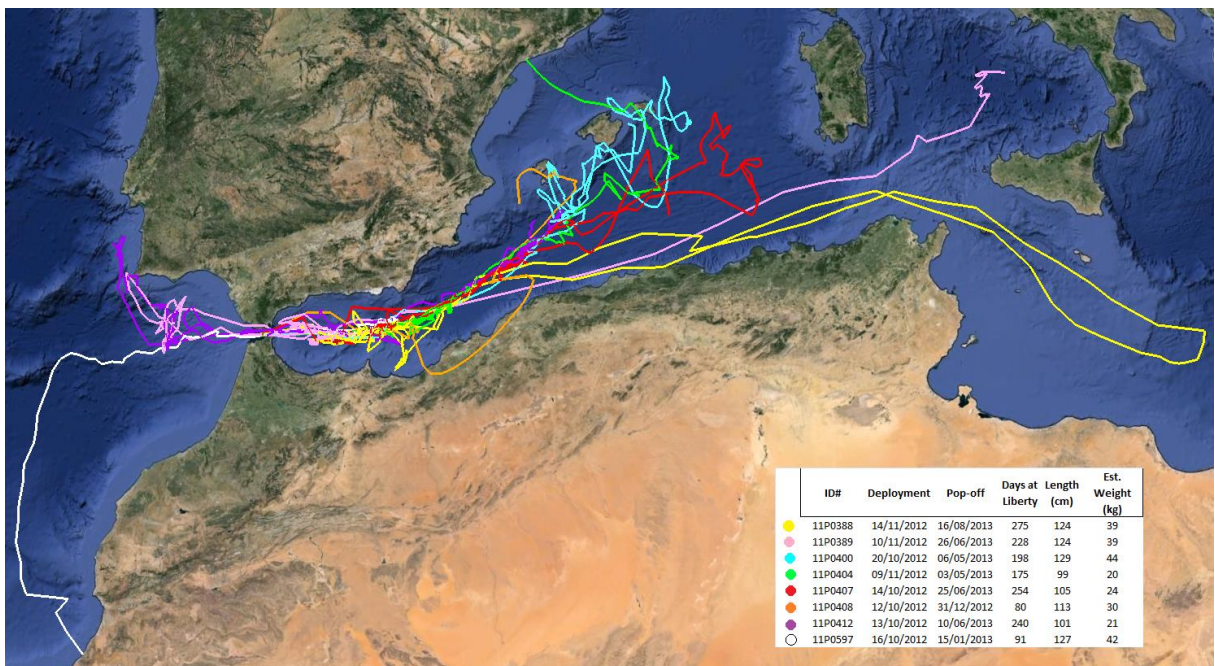 ID# Deployment Pop-off Days at Liberty Length (cm) Est. Weight (kg)
11P0388 14/11/2012 16/08/2013 275 124 39
11P0389 10/11/2012 26/06/2013 228 124 39
11P0400 20/10/2012 06/05/2013 198 129 44
11P0404 09/11/2012 03/05/2013 175 99 20
11P0407 14/10/2012 25/06/2013 254 105 24
11P0408 12/10/2012 31/12/2012 80 113 30
11P0412 13/10/2012 10/06/2013 240 101 21
11P0597 16/10/2012 15/01/2013 91 127 42